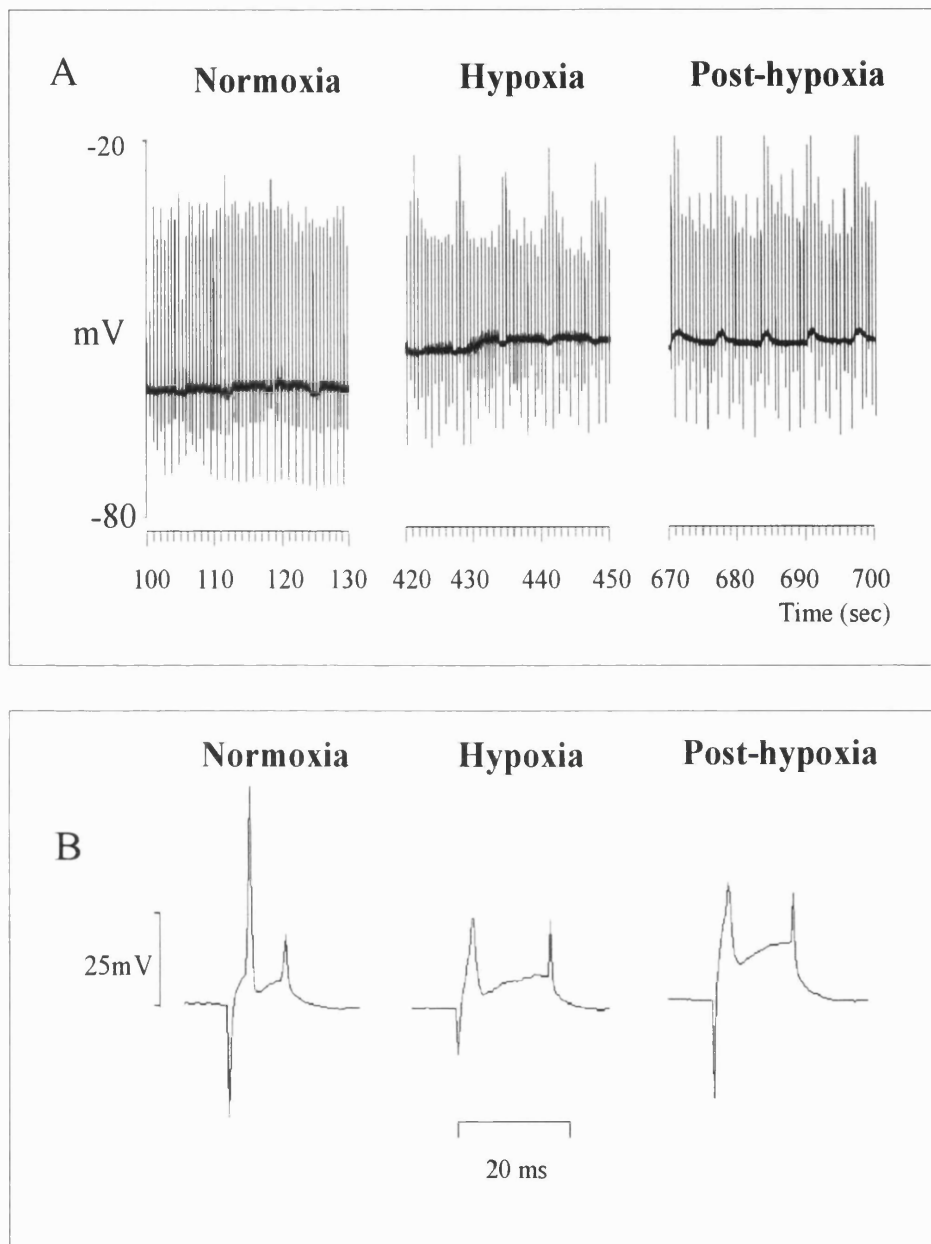 A
Normoxia Hypoxia Post-hypoxia
-20
mV
-80
100 110 120 130 420 430 440 450 670 680 690 700
Time (sec)
Normoxia Hypoxia Post-hypoxia
B
25mV
20 ms